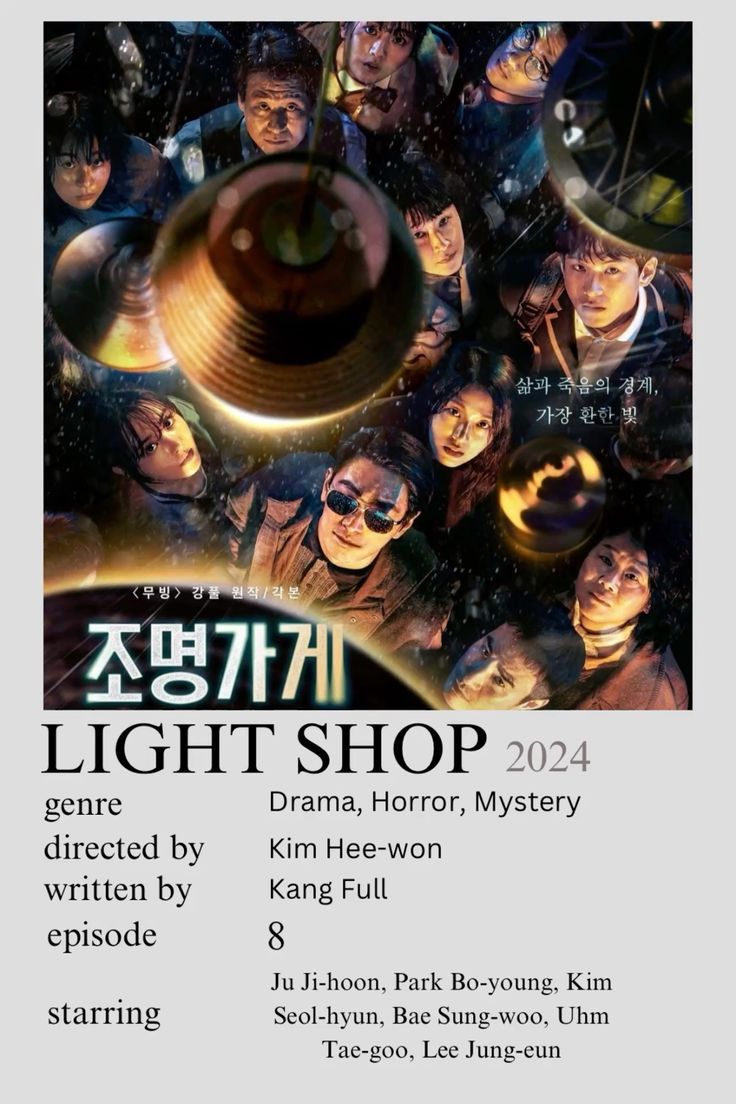 삶과 죽음의 경계,
가장 환한 빛
〈무빙〉 강풀 원작/각본
조명가게
LIGHT SHOP 2024
genre Drama, Horror, Mystery
directed by Kim Hee-won
written by Kang Full
episode 8
starring Ju Ji-hoon, Park Bo-young, Kim
Seol-hyun, Bae Sung-woo, Uhm
Tae-goo, Lee Jung-eun